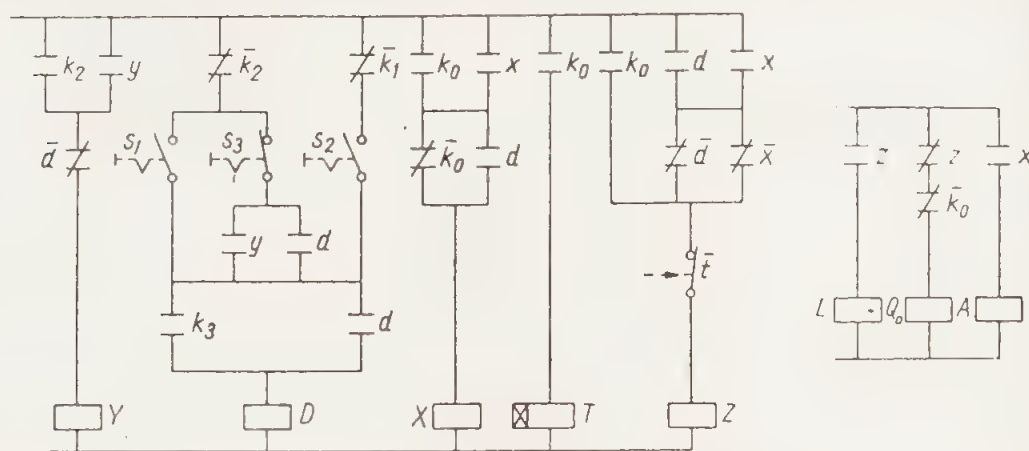 k₂ y k̄₂ k̄₁ k₀ x k₀ k₀ d x
d̄ s₁ s₃ s₂ k̄₀ d d̄ x̄ z z x
k̄₀
y d t̄
k₃ d L Q₀ A
Y D X T Z